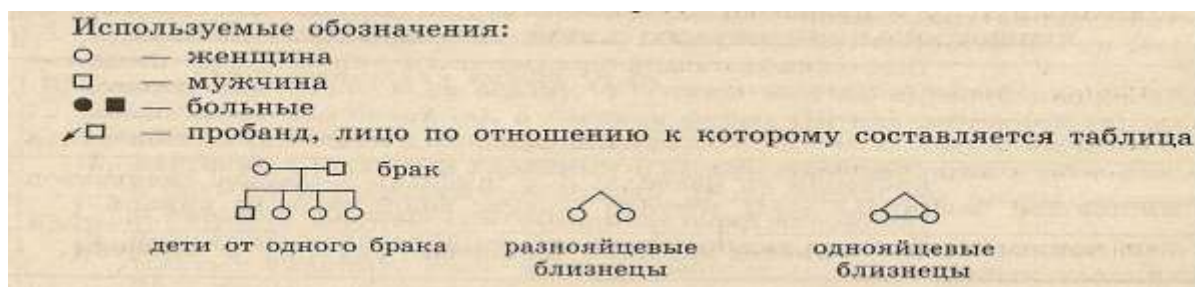 Используемые обозначения:
— женщина
— мужчина
— больные
— пробанд, лицо по отношению к которому составляется таблица
брак
дети от одного брака
разнояйцевые
близнецы
однояйцевые
близнецы